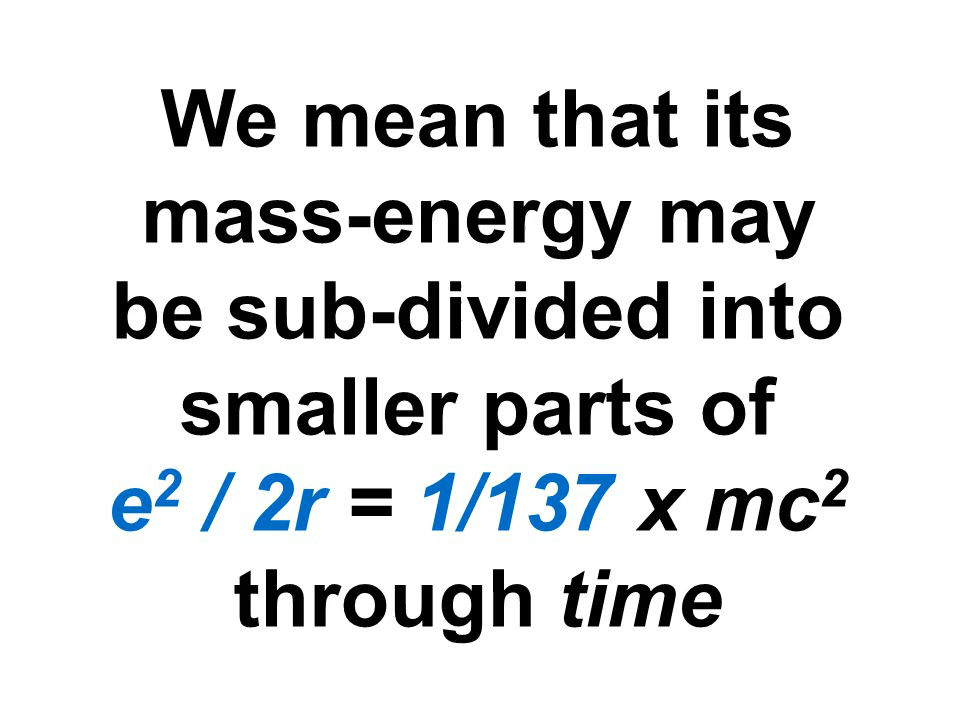 We mean that its
mass-energy may
be sub-divided into
smaller parts of
e² / 2r = 1/137 x mc²
through time